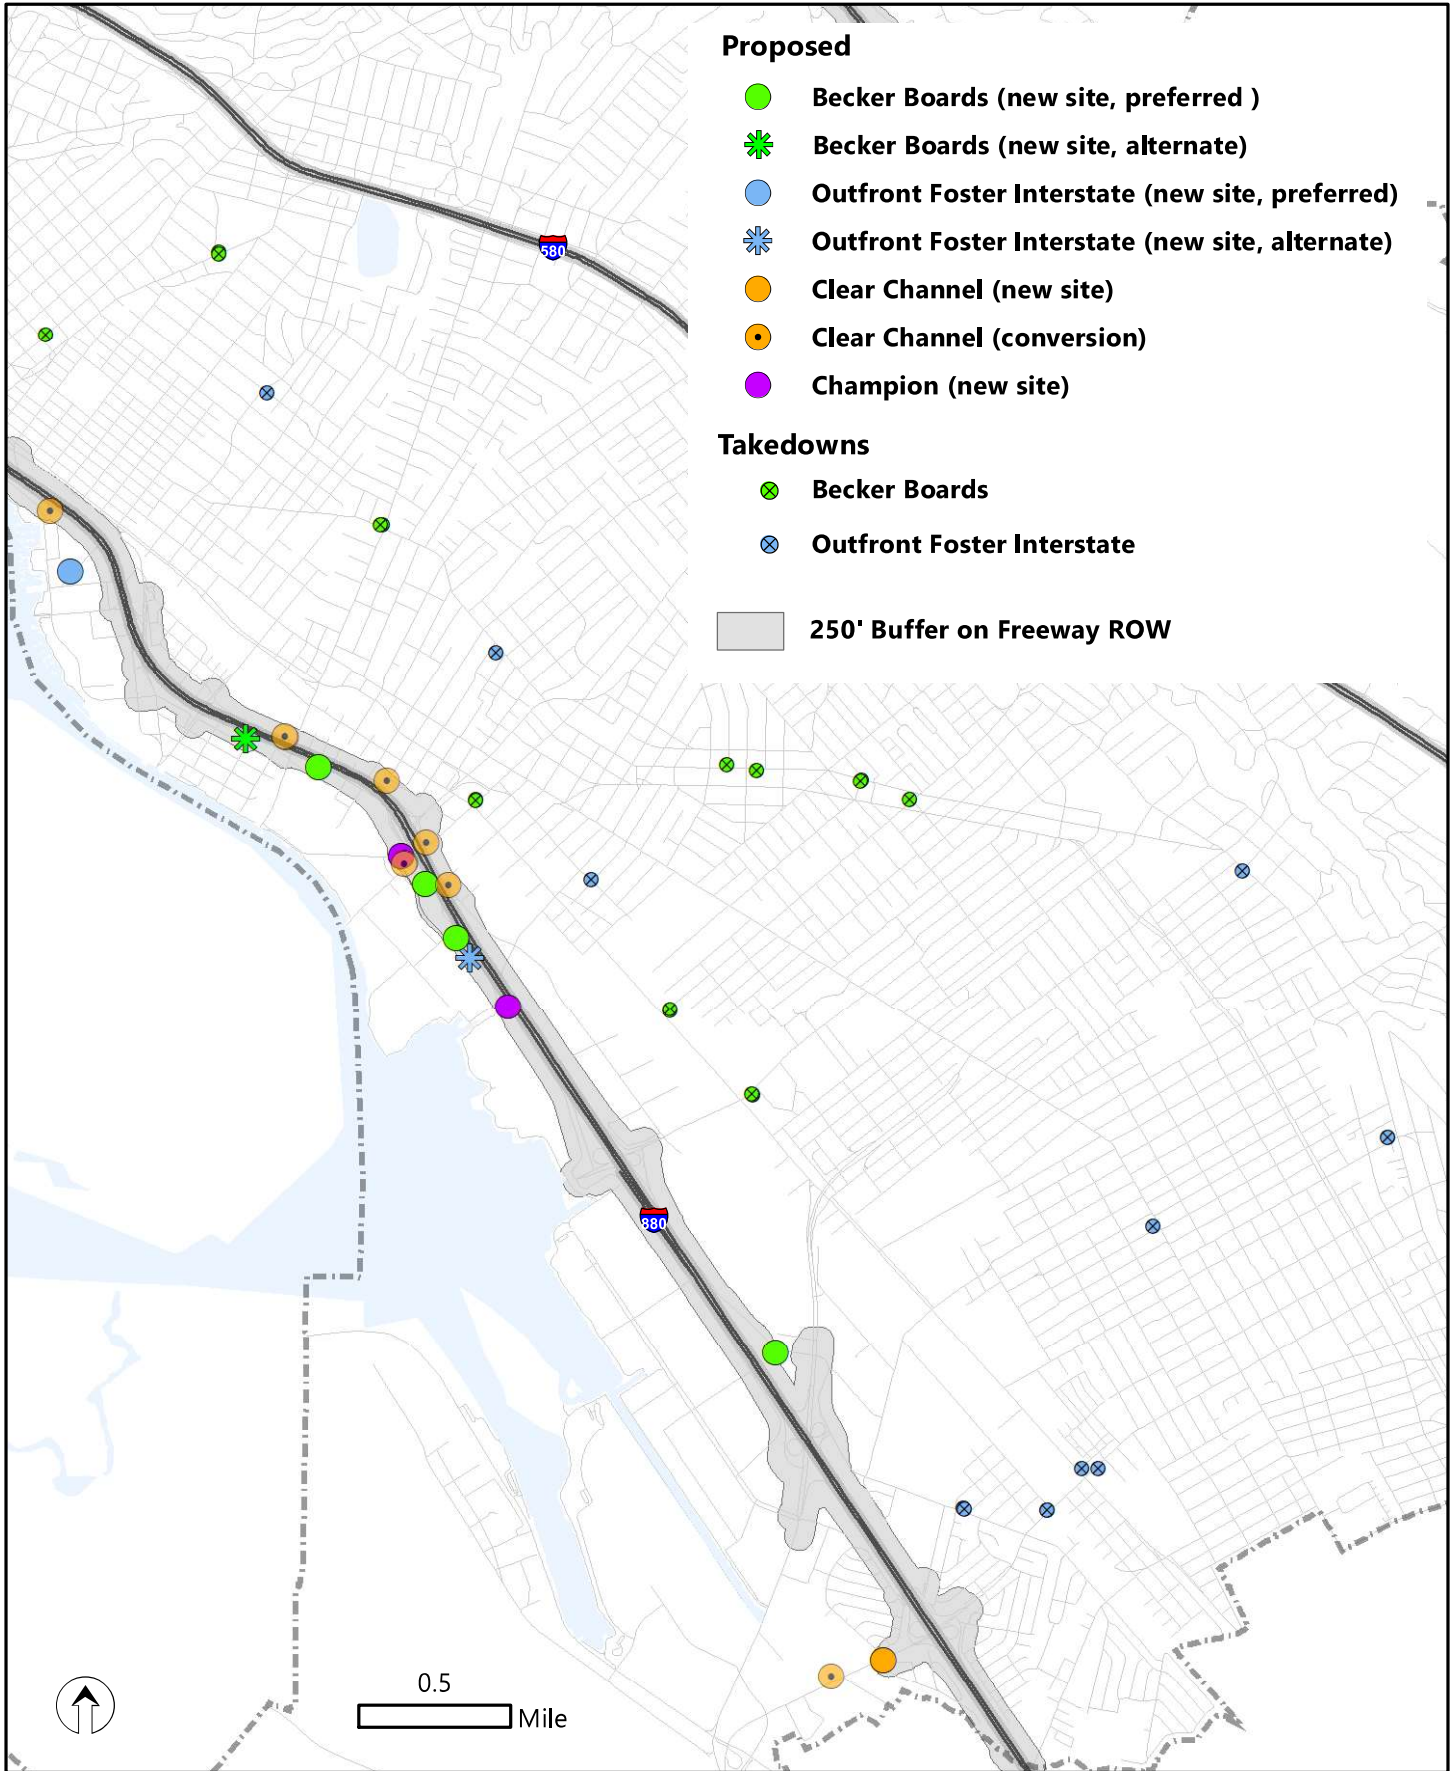 Proposed
Becker Boards (new site, preferred )
Becker Boards (new site, alternate)
Outfront Foster Interstate (new site, preferred)
Outfront Foster Interstate (new site, alternate)
Clear Channel (new site)
Clear Channel (conversion)
Champion (new site)
Takedowns
Becker Boards
Outfront Foster Interstate
250' Buffer on Freeway ROW
580
880
0.5
Mile